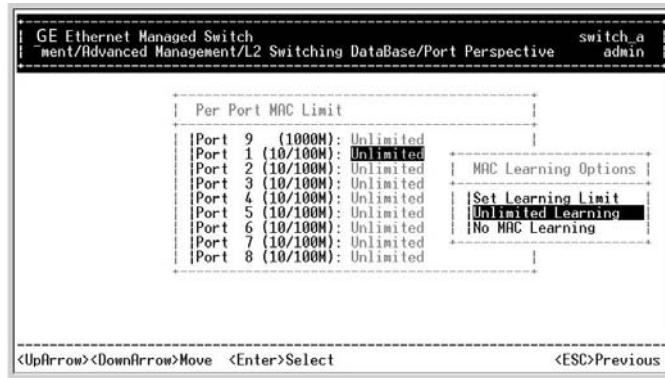 GE Ethernet Managed Switch switch_a
ment/Advanced Management/L2 Switching DataBase/Port Perspective admin
Per Port MAC Limit
Port 9 (1000M): Unlimited
Port 1 (10/100M): Unlimited
Port 2 (10/100M): Unlimited
Port 3 (10/100M): Unlimited
Port 4 (10/100M): Unlimited
Port 5 (10/100M): Unlimited
Port 6 (10/100M): Unlimited
Port 7 (10/100M): Unlimited
Port 8 (10/100M): Unlimited
MAC Learning Options
Set Learning Limit
Unlimited Learning
No MAC Learning
<UpArrow><DownArrow>Move <Enter>Select <ESC>Previous